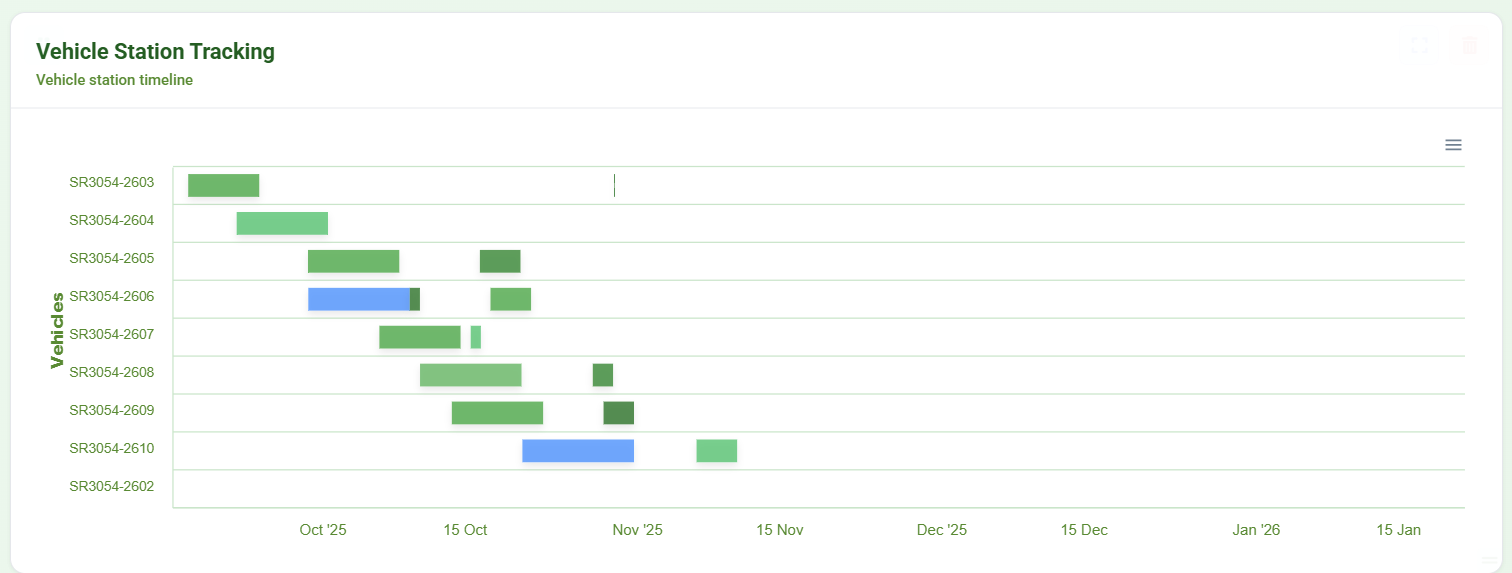 Vehicle Station Tracking
Vehicle station timeline
SR3054-2603
SR3054-2604
SR3054-2605
SR3054-2606
SR3054-2607
SR3054-2608
SR3054-2609
SR3054-2610
SR3054-2602
Vehicles
Oct '25
15 Oct
Nov '25
15 Nov
Dec '25
15 Dec
Jan '26
15 Jan